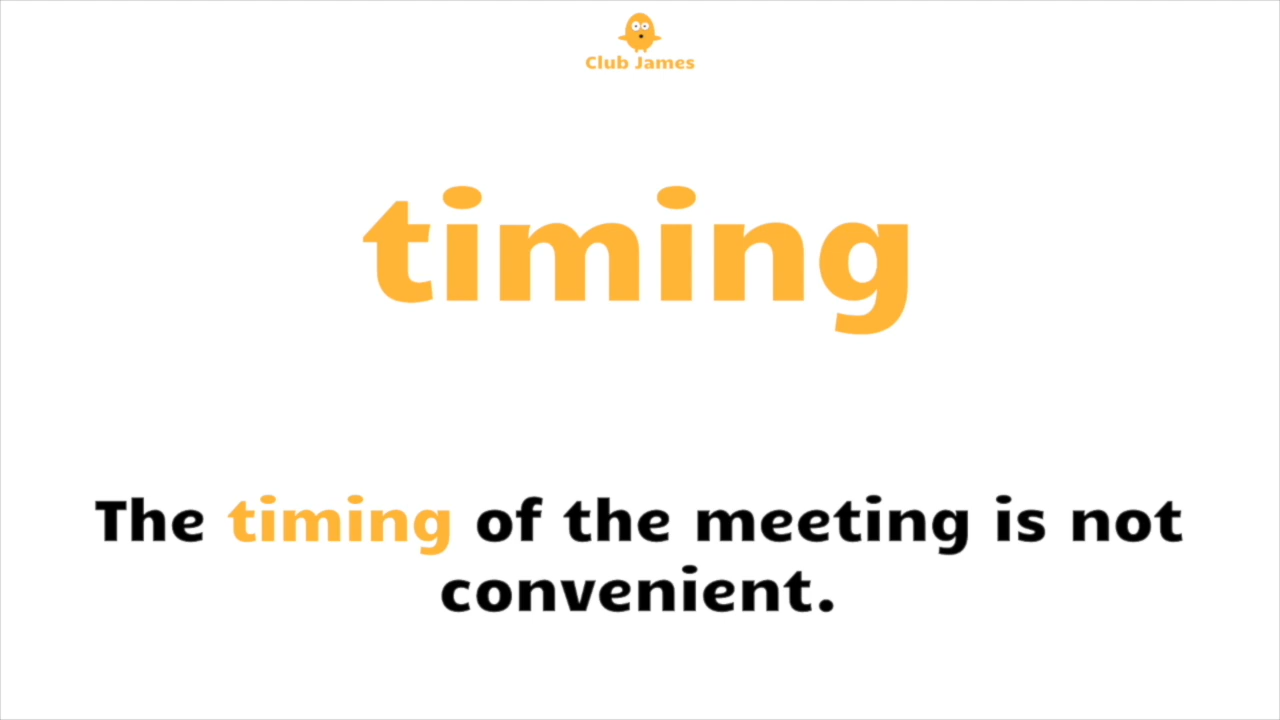 Club James
timing
The timing of the meeting is not
convenient.